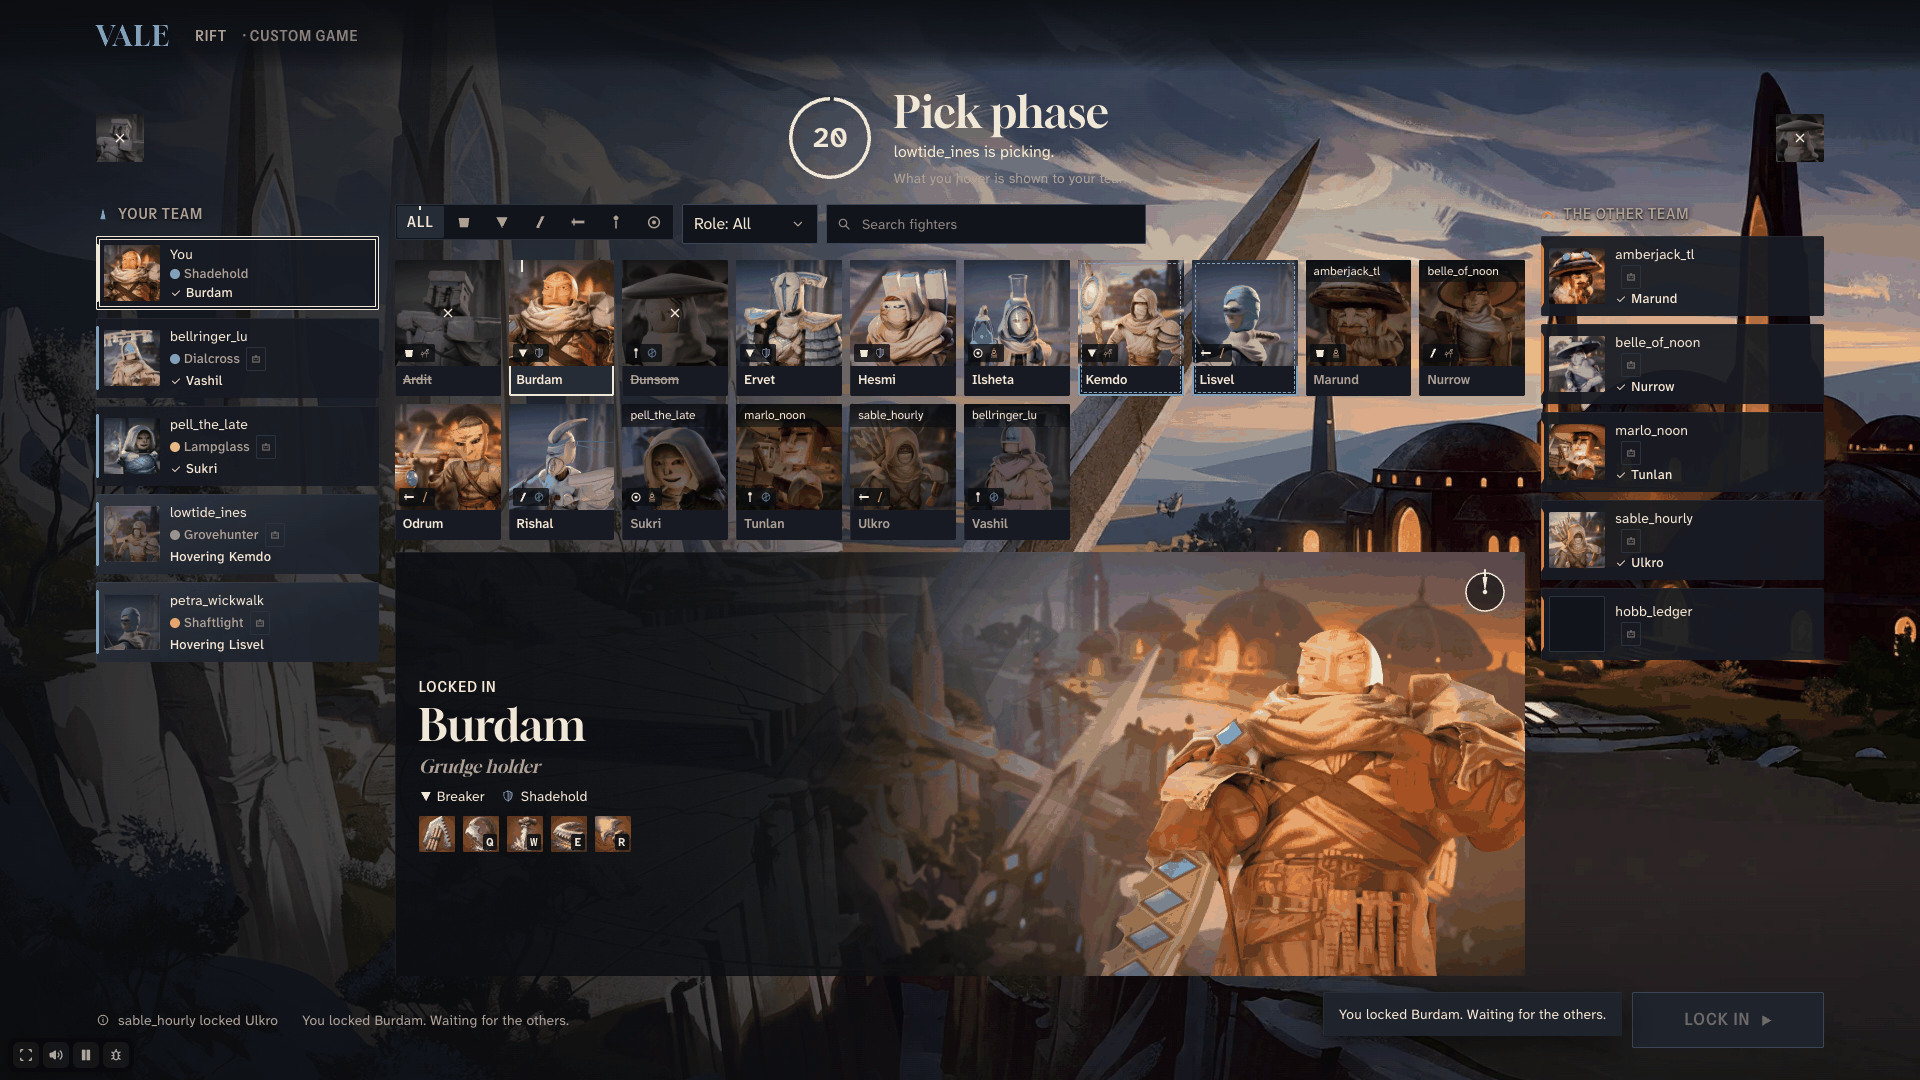 VALE RIFT · CUSTOM GAME
20
Pick phase
lowtide_ines is picking.
What you hover is shown to your
YOUR TEAM
You
Shadehold
Burdam
bellringer_lu
Dialcross
Vashil
pell_the_late
Lampglass
Sukri
lowtide_ines
Grovehunter
Hovering Kemdo
petra_wickwalk
Shaftlight
Hovering Lisvel
ALL
Role: All
Search fighters
amberjack_tl
belle_of_noon
Ardit
Burdam
Dunsom
Ervet
Hesmi
Ilsheta
Kemdo
Lisvel
Marund
Nurrow
pell_the_late
marlo_noon
sable_hourly
bellringer_lu
Odrum
Rishal
Sukri
Tunlan
Ulkro
Vashil
LOCKED IN
Burdam
Grudge holder
Breaker
Shadehold
Q
W
E
R
THE OTHER TEAM
amberjack_tl
Marund
belle_of_noon
Nurrow
marlo_noon
Tunlan
sable_hourly
Ulkro
hobb_ledger
sable_hourly locked Ulkro
You locked Burdam. Waiting for the others.
You locked Burdam. Waiting for the others.
LOCK IN